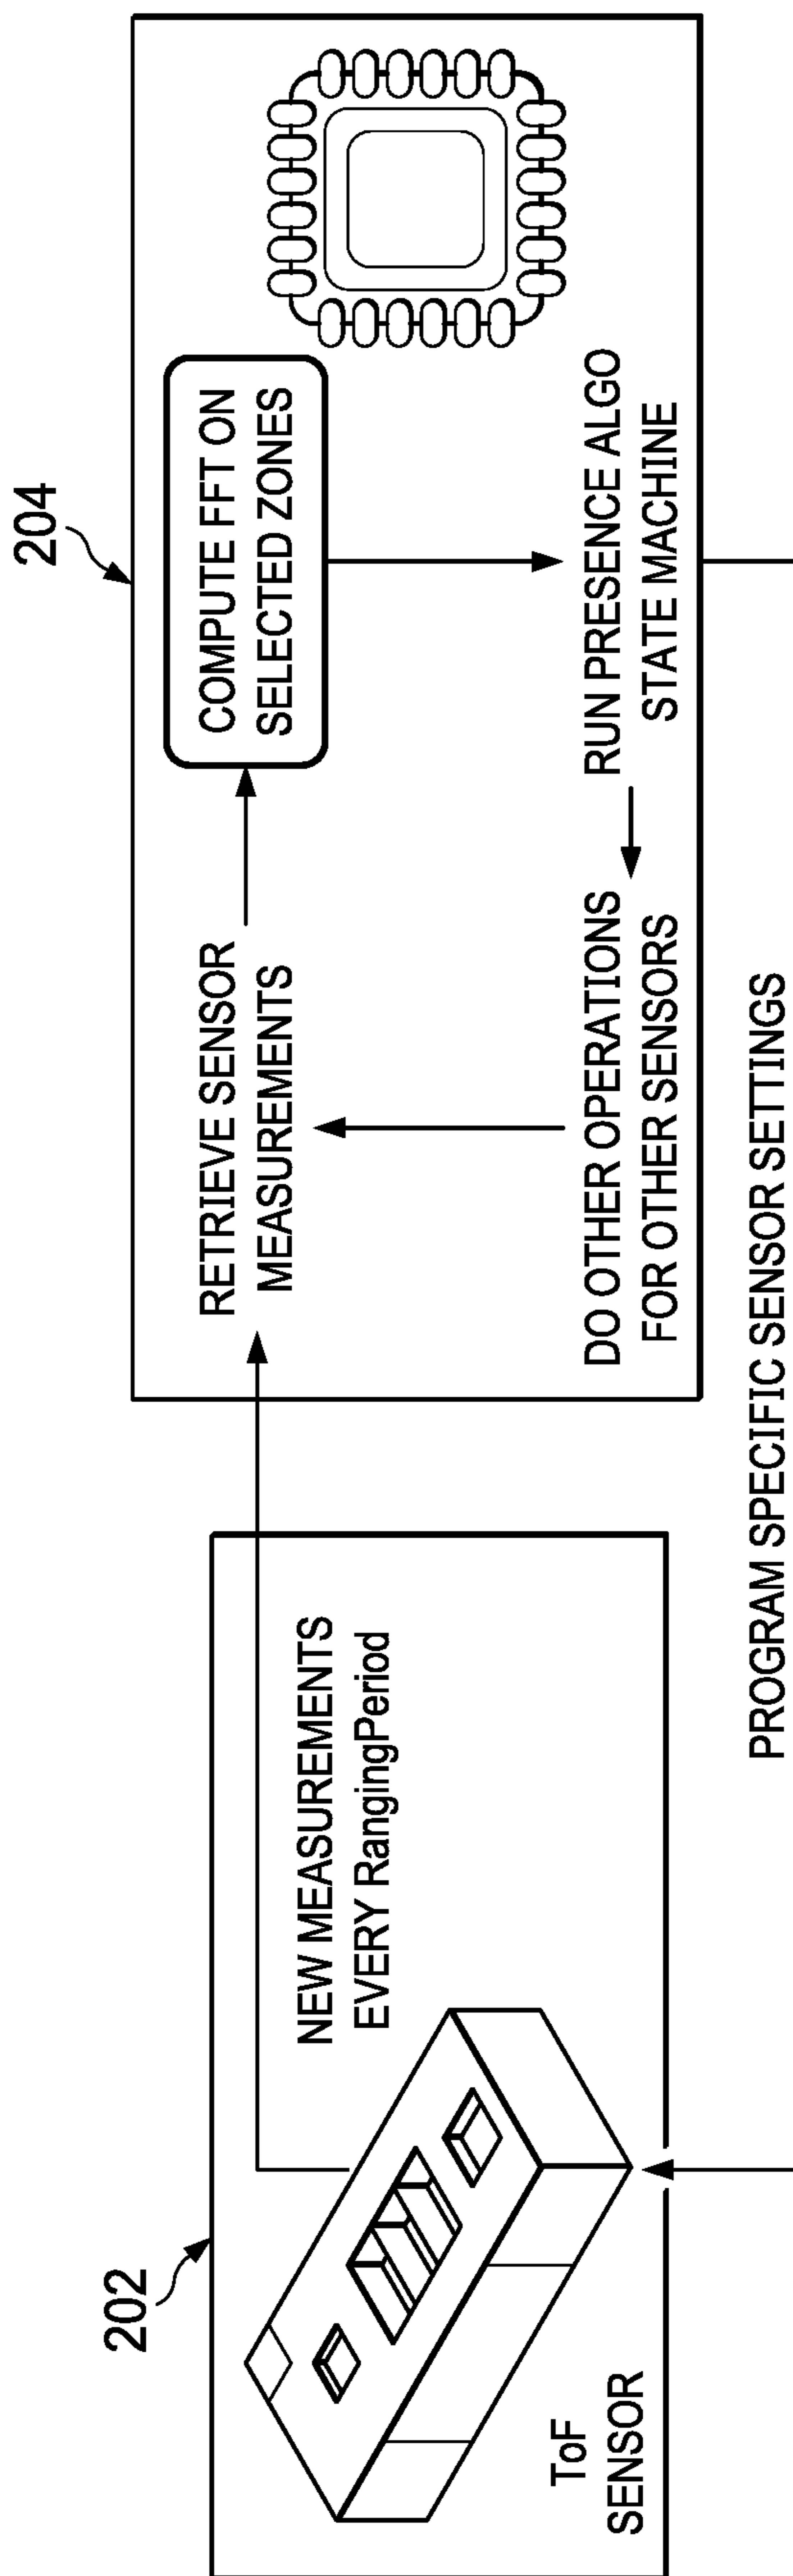 202
NEW MEASUREMENTS
EVERY RangingPeriod
ToF
SENSOR
204
RETRIEVE SENSOR
MEASUREMENTS
COMPUTE FFT ON
SELECTED ZONES
DO OTHER OPERATIONS
FOR OTHER SENSORS
RUN PRESENCE ALGO
STATE MACHINE
PROGRAM SPECIFIC SENSOR SETTINGS